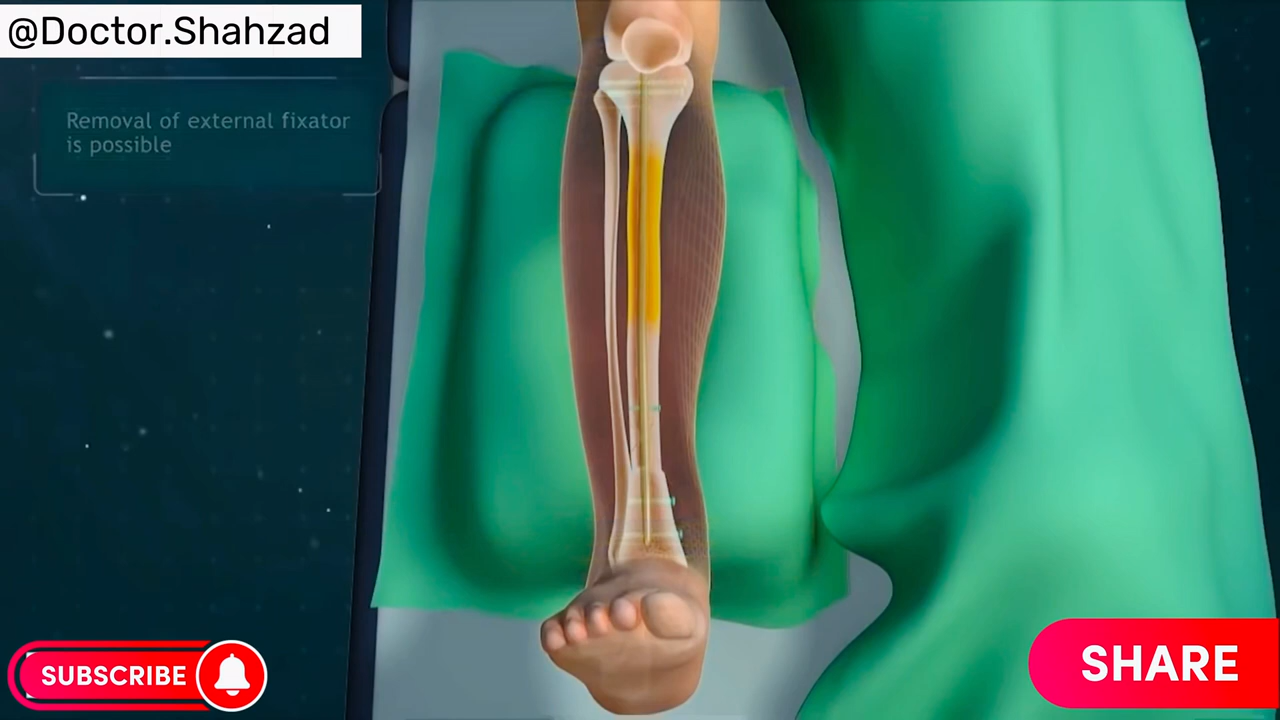 @Doctor.Shahzad
Removal of external fixator
is possible
SUBSCRIBE
SHARE